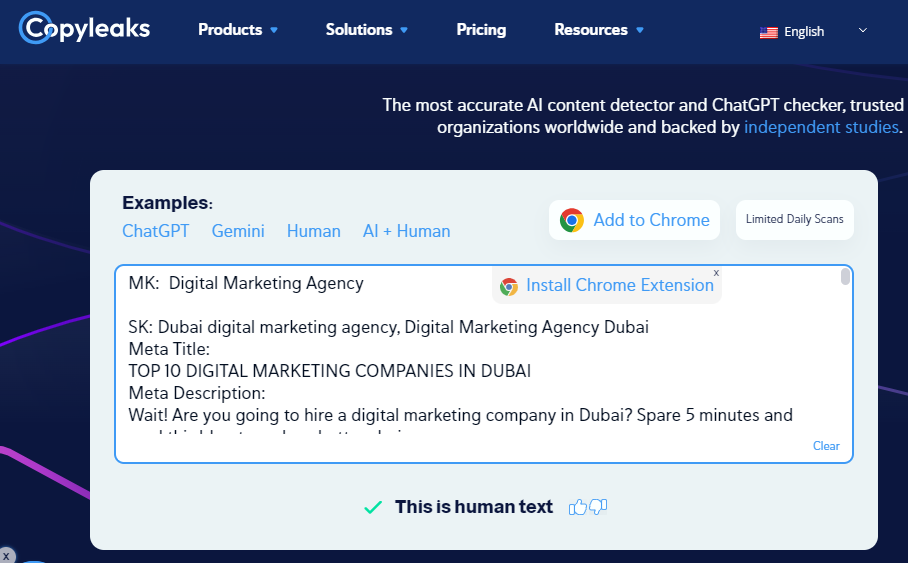 Copyleaks
Products
Solutions
Pricing
Resources
English
The most accurate AI content detector and ChatGPT checker, trusted
organizations worldwide and backed by independent studies.
Examples:
ChatGPT Gemini Human AI + Human
Add to Chrome
Limited Daily Scans
MK: Digital Marketing Agency
x
Install Chrome Extension
SK: Dubai digital marketing agency, Digital Marketing Agency Dubai
Meta Title:
TOP 10 DIGITAL MARKETING COMPANIES IN DUBAI
Meta Description:
Wait! Are you going to hire a digital marketing company in Dubai? Spare 5 minutes and
Clear
This is human text
x